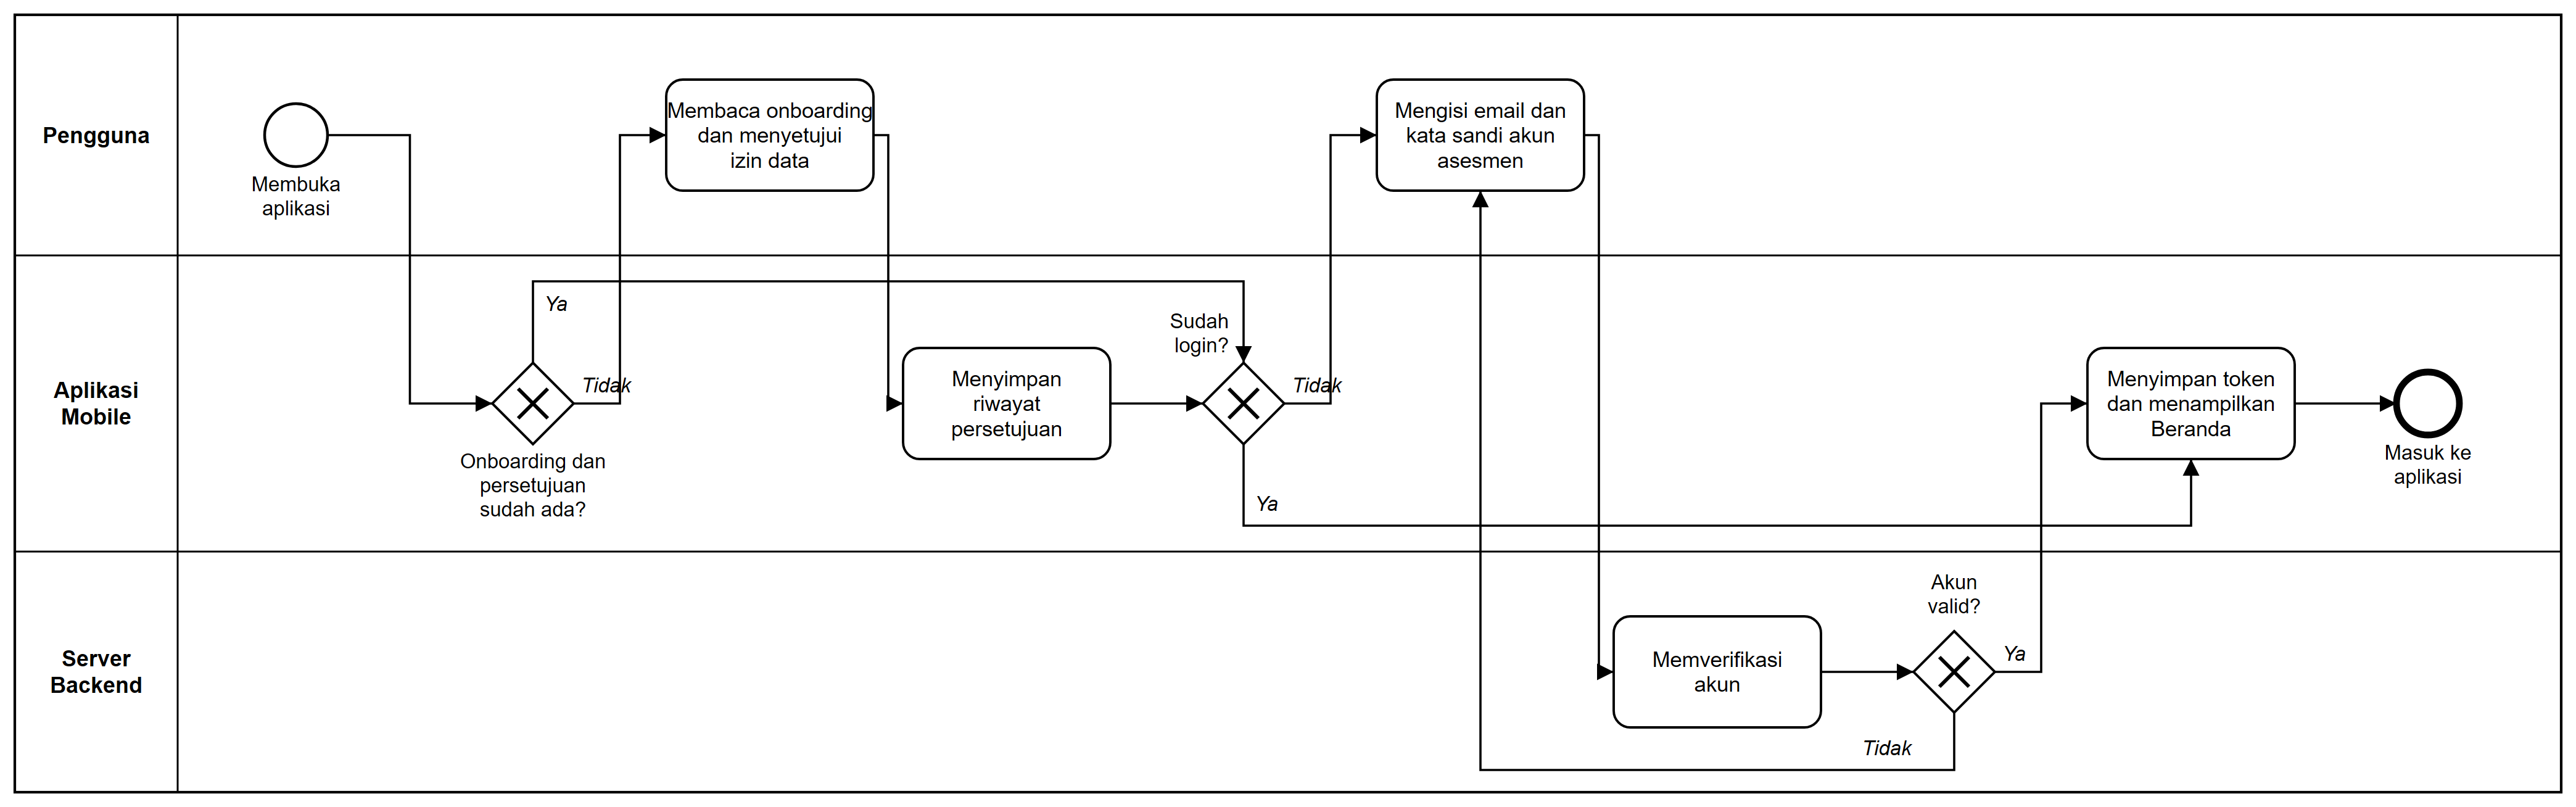 Pengguna
Membuka
aplikasi
Membaca onboarding
dan menyetujui
izin data
Mengisi email dan
kata sandi akun
asesmen
Aplikasi
Mobile
Ya
Tidak
Onboarding dan
persetujuan
sudah ada?
Menyimpan
riwayat
persetujuan
Sudah
login?
Tidak
Ya
Menyimpan token
dan menampilkan
Beranda
Masuk ke
aplikasi
Server
Backend
Memverifikasi
akun
Akun
valid?
Ya
Tidak